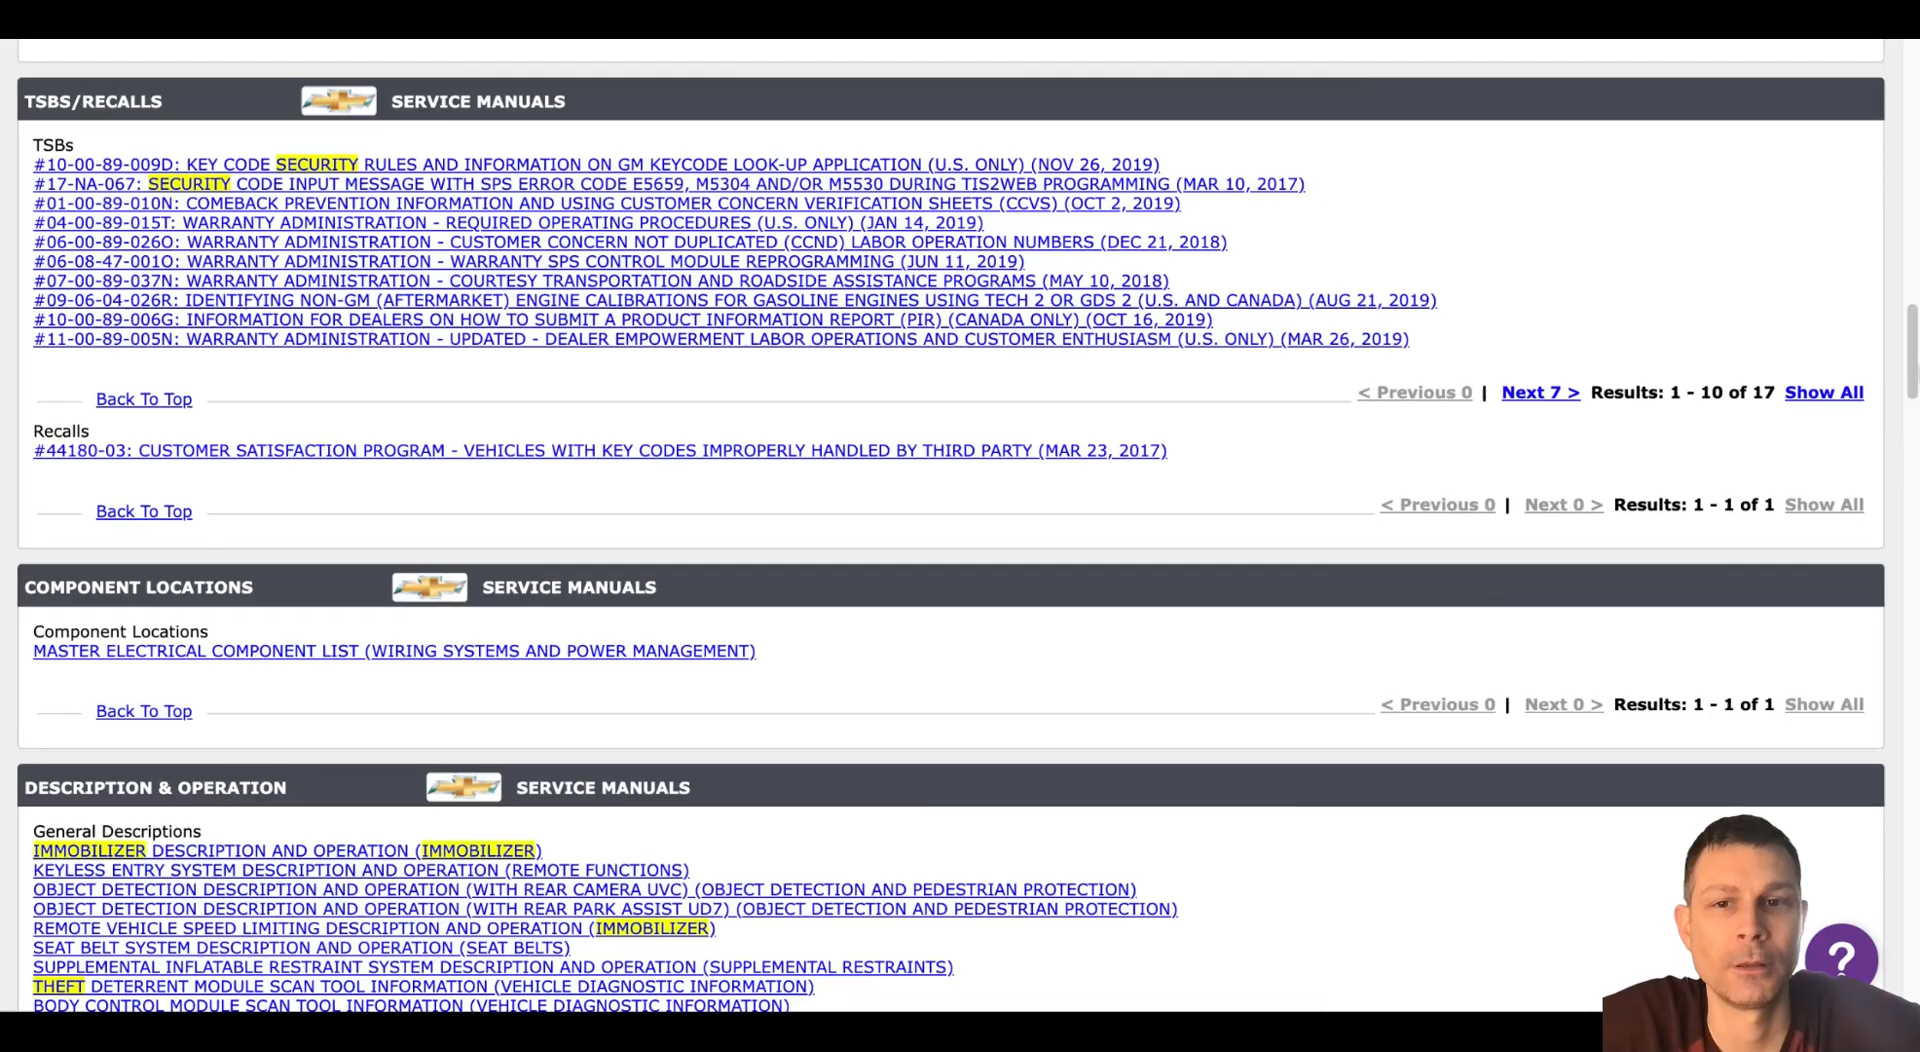 TSBS/RECALLS SERVICE MANUALS
TSBs
#10-00-89-009D: KEY CODE SECURITY RULES AND INFORMATION ON GM KEYCODE LOOK-UP APPLICATION (U.S. ONLY) (NOV 26, 2019)
#17-NA-067: SECURITY CODE INPUT MESSAGE WITH SPS ERROR CODE E5659, M5304 AND/OR M5530 DURING TIS2WEB PROGRAMMING (MAR 10, 2017)
#01-00-89-010N: COMEBACK PREVENTION INFORMATION AND USING CUSTOMER CONCERN VERIFICATION SHEETS (CCVS) (OCT 2, 2019)
#04-00-89-015T: WARRANTY ADMINISTRATION - REQUIRED OPERATING PROCEDURES (U.S. ONLY) (JAN 14, 2019)
#06-00-89-026O: WARRANTY ADMINISTRATION - CUSTOMER CONCERN NOT DUPLICATED (CCND) LABOR OPERATION NUMBERS (DEC 21, 2018)
#06-08-47-001O: WARRANTY ADMINISTRATION - WARRANTY SPS CONTROL MODULE REPROGRAMMING (JUN 11, 2019)
#07-00-89-037N: WARRANTY ADMINISTRATION - COURTESY TRANSPORTATION AND ROADSIDE ASSISTANCE PROGRAMS (MAY 10, 2018)
#09-06-04-026R: IDENTIFYING NON-GM (AFTERMARKET) ENGINE CALIBRATIONS FOR GASOLINE ENGINES USING TECH 2 OR GDS 2 (U.S. AND CANADA) (AUG 21, 2019)
#10-00-89-006G: INFORMATION FOR DEALERS ON HOW TO SUBMIT A PRODUCT INFORMATION REPORT (PIR) (CANADA ONLY) (OCT 16, 2019)
#11-00-89-005N: WARRANTY ADMINISTRATION - UPDATED - DEALER EMPOWERMENT LABOR OPERATIONS AND CUSTOMER ENTHUSIASM (U.S. ONLY) (MAR 26, 2019)
Back To Top < Previous 0 | Next 7 > Results: 1 - 10 of 17 Show All
Recalls
#44180-03: CUSTOMER SATISFACTION PROGRAM - VEHICLES WITH KEY CODES IMPROPERLY HANDLED BY THIRD PARTY (MAR 23, 2017)
Back To Top < Previous 0 | Next 0 > Results: 1 - 1 of 1 Show All
COMPONENT LOCATIONS SERVICE MANUALS
Component Locations
MASTER ELECTRICAL COMPONENT LIST (WIRING SYSTEMS AND POWER MANAGEMENT)
Back To Top < Previous 0 | Next 0 > Results: 1 - 1 of 1 Show All
DESCRIPTION & OPERATION SERVICE MANUALS
General Descriptions
IMMOBILIZER DESCRIPTION AND OPERATION (IMMOBILIZER)
KEYLESS ENTRY SYSTEM DESCRIPTION AND OPERATION (REMOTE FUNCTIONS)
OBJECT DETECTION DESCRIPTION AND OPERATION (WITH REAR CAMERA UVC) (OBJECT DETECTION AND PEDESTRIAN PROTECTION)
OBJECT DETECTION DESCRIPTION AND OPERATION (WITH REAR PARK ASSIST UD7) (OBJECT DETECTION AND PEDESTRIAN PROTECTION)
REMOTE VEHICLE SPEED LIMITING DESCRIPTION AND OPERATION (IMMOBILIZER)
SEAT BELT SYSTEM DESCRIPTION AND OPERATION (SEAT BELTS)
SUPPLEMENTAL INFLATABLE RESTRAINT SYSTEM DESCRIPTION AND OPERATION (SUPPLEMENTAL RESTRAINTS)
THEFT DETERRENT MODULE SCAN TOOL INFORMATION (VEHICLE DIAGNOSTIC INFORMATION)
BODY CONTROL MODULE SCAN TOOL INFORMATION (VEHICLE DIAGNOSTIC INFORMATION)
?